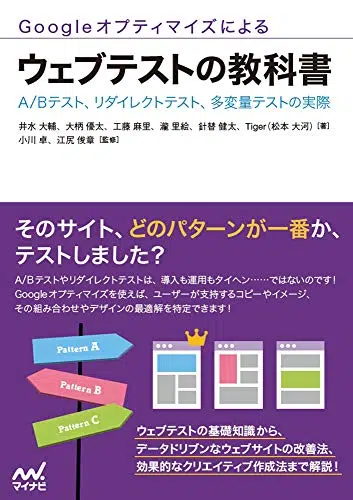 Googleオプティマイズによる
ウェブテストの教科書
A/Bテスト、リダイレクトテスト、多変量テストの実際
井水 大輔、大柄 優太、工藤 麻里、瀧 里絵、針替 健太、Tiger(松本 大河)[著]
小川 卓、江尻 俊章[監修]
そのサイト、どのパターンが一番か、
テストしました?
A/Bテストやリダイレクトテストは、導入も運用もタイヘン……ではないのです!
Googleオプティマイズを使えば、ユーザーが支持するコピーやイメージ、
その組み合わせやデザインの最適解を特定できます!
Pattern A
Pattern B
Pattern C
ウェブテストの基礎知識から、
データドリブンなウェブサイトの改善法、
効果的なクリエイティブ作成法まで解説!
マイナビ